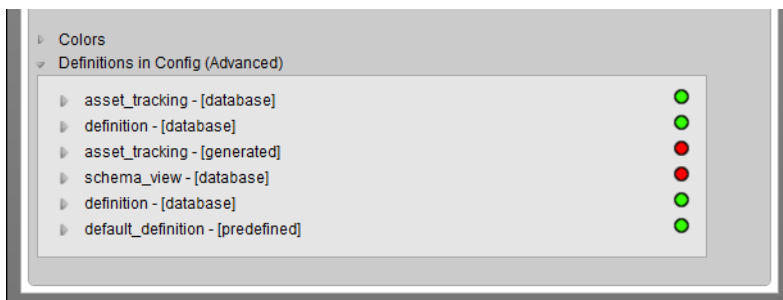 Colors
Definitions in Config (Advanced)
asset_tracking - [database]
definition - [database]
asset_tracking - [generated]
schema_view - [database]
definition - [database]
default_definition - [predefined]